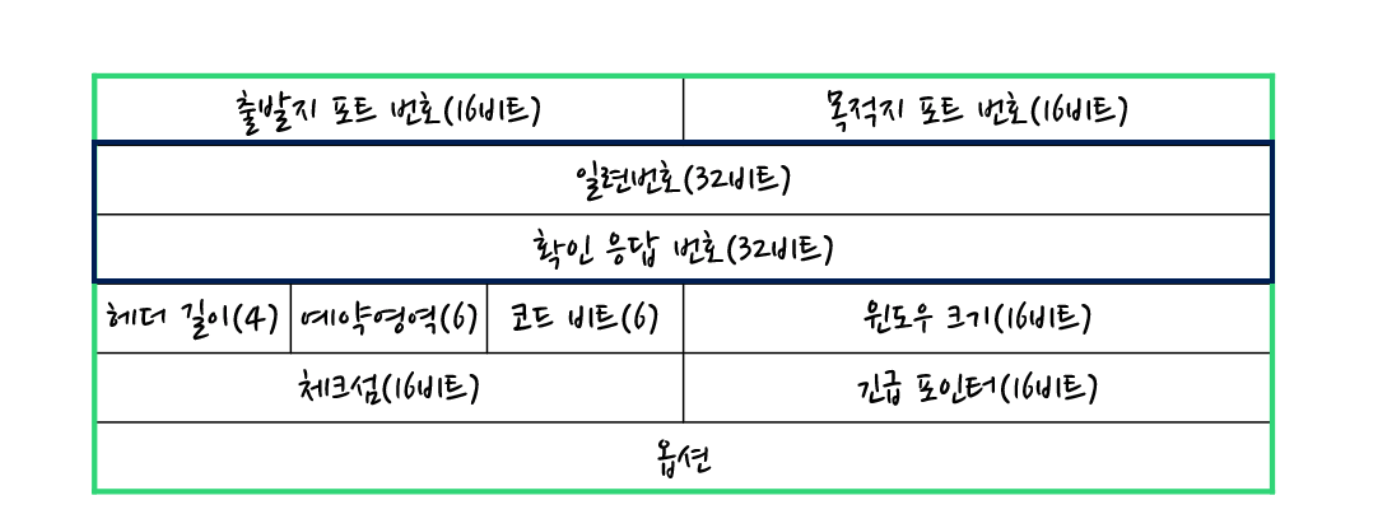 출발지 포트 번호(16비트) 목적지 포트 번호(16비트)
일련번호(32비트)
확인 응답 번호(32비트)
헤더 길이(4) 예약영역(6) 코드 비트(6) 윈도우 크기(16비트)
체크섬(16비트) 긴급 포인터(16비트)
옵션